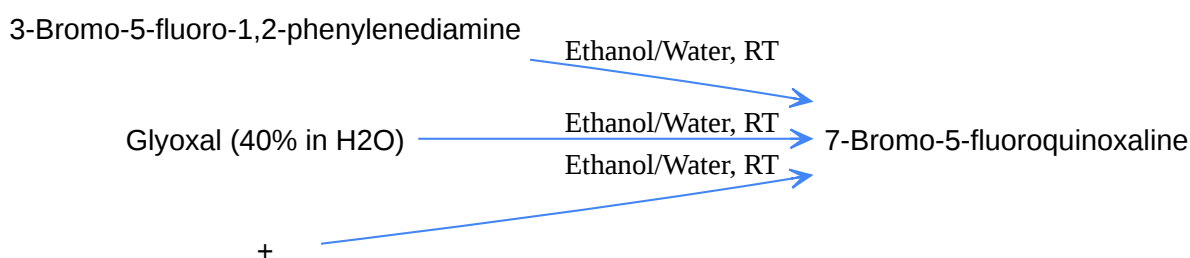 3-Bromo-5-fluoro-1,2-phenylenediamine
Ethanol/Water, RT
Glyoxal (40% in H2O)
Ethanol/Water, RT
7-Bromo-5-fluoroquinoxaline
Ethanol/Water, RT
+